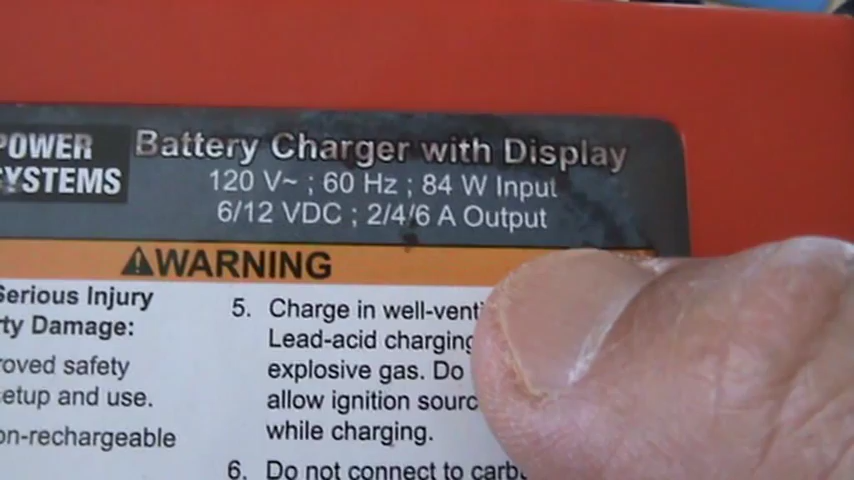 POWER
SYSTEMS
Battery Charger with Display
120 V~ ; 60 Hz ; 84 W Input
6/12 VDC ; 2/4/6 A Output
⚠WARNING
Serious Injury
rty Damage:
roved safety
setup and use.
on-rechargeable
5. Charge in well-venti
Lead-acid charging
explosive gas. Do
allow ignition sourc
while charging.
6. Do not connect to carb